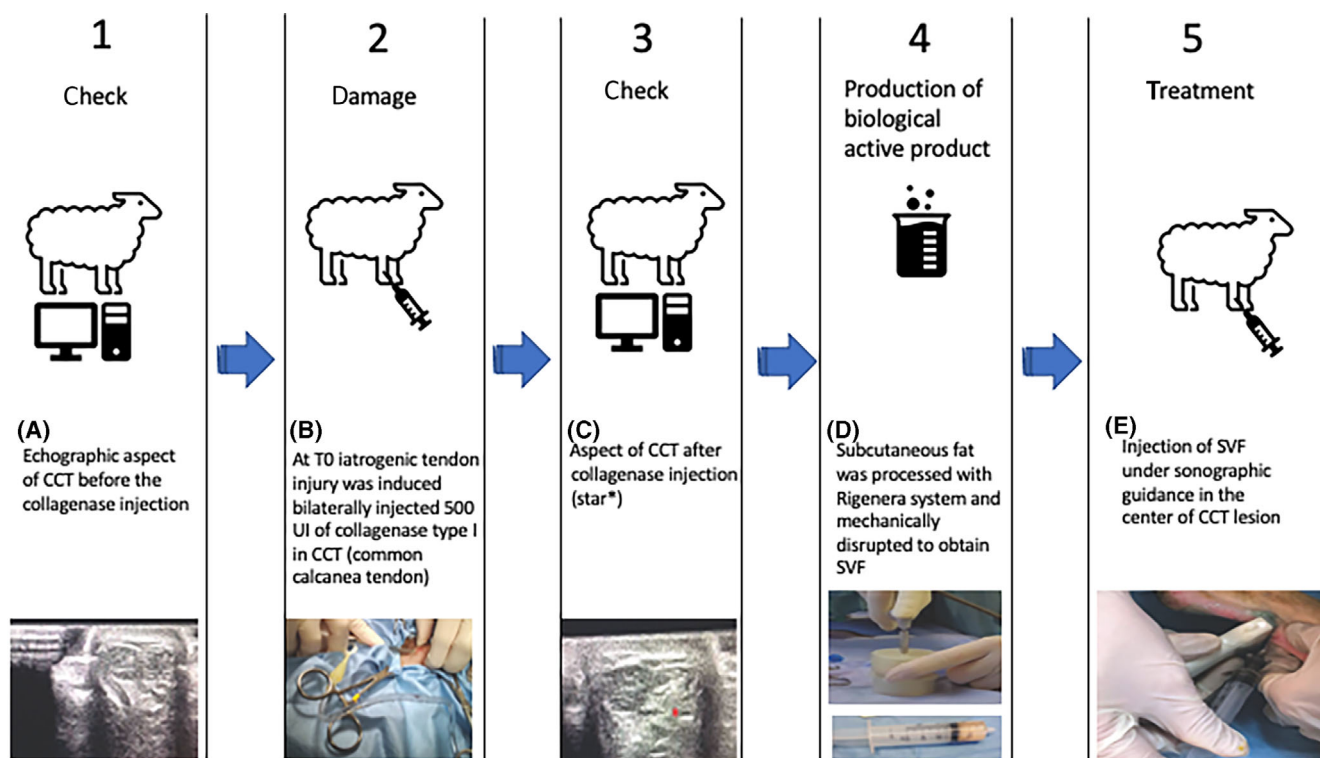 1
Check
2
Damage
3
Check
4
Production of
biological
active product
5
Treatment
(A)
Echographic aspect
of CCT before the
collagenase injection
(B)
At T0 iatrogenic tendon
injury was induced
bilaterally injected 500
UI of collagenase type I
in CCT (common
calcanea tendon)
(C)
Aspect of CCT after
collagenase injection
(star*)
(D)
Subcutaneous fat
was processed with
Rigenera system and
mechanically
disrupted to obtain
SVF
(E)
Injection of SVF
under sonographic
guidance in the
center of CCT lesion